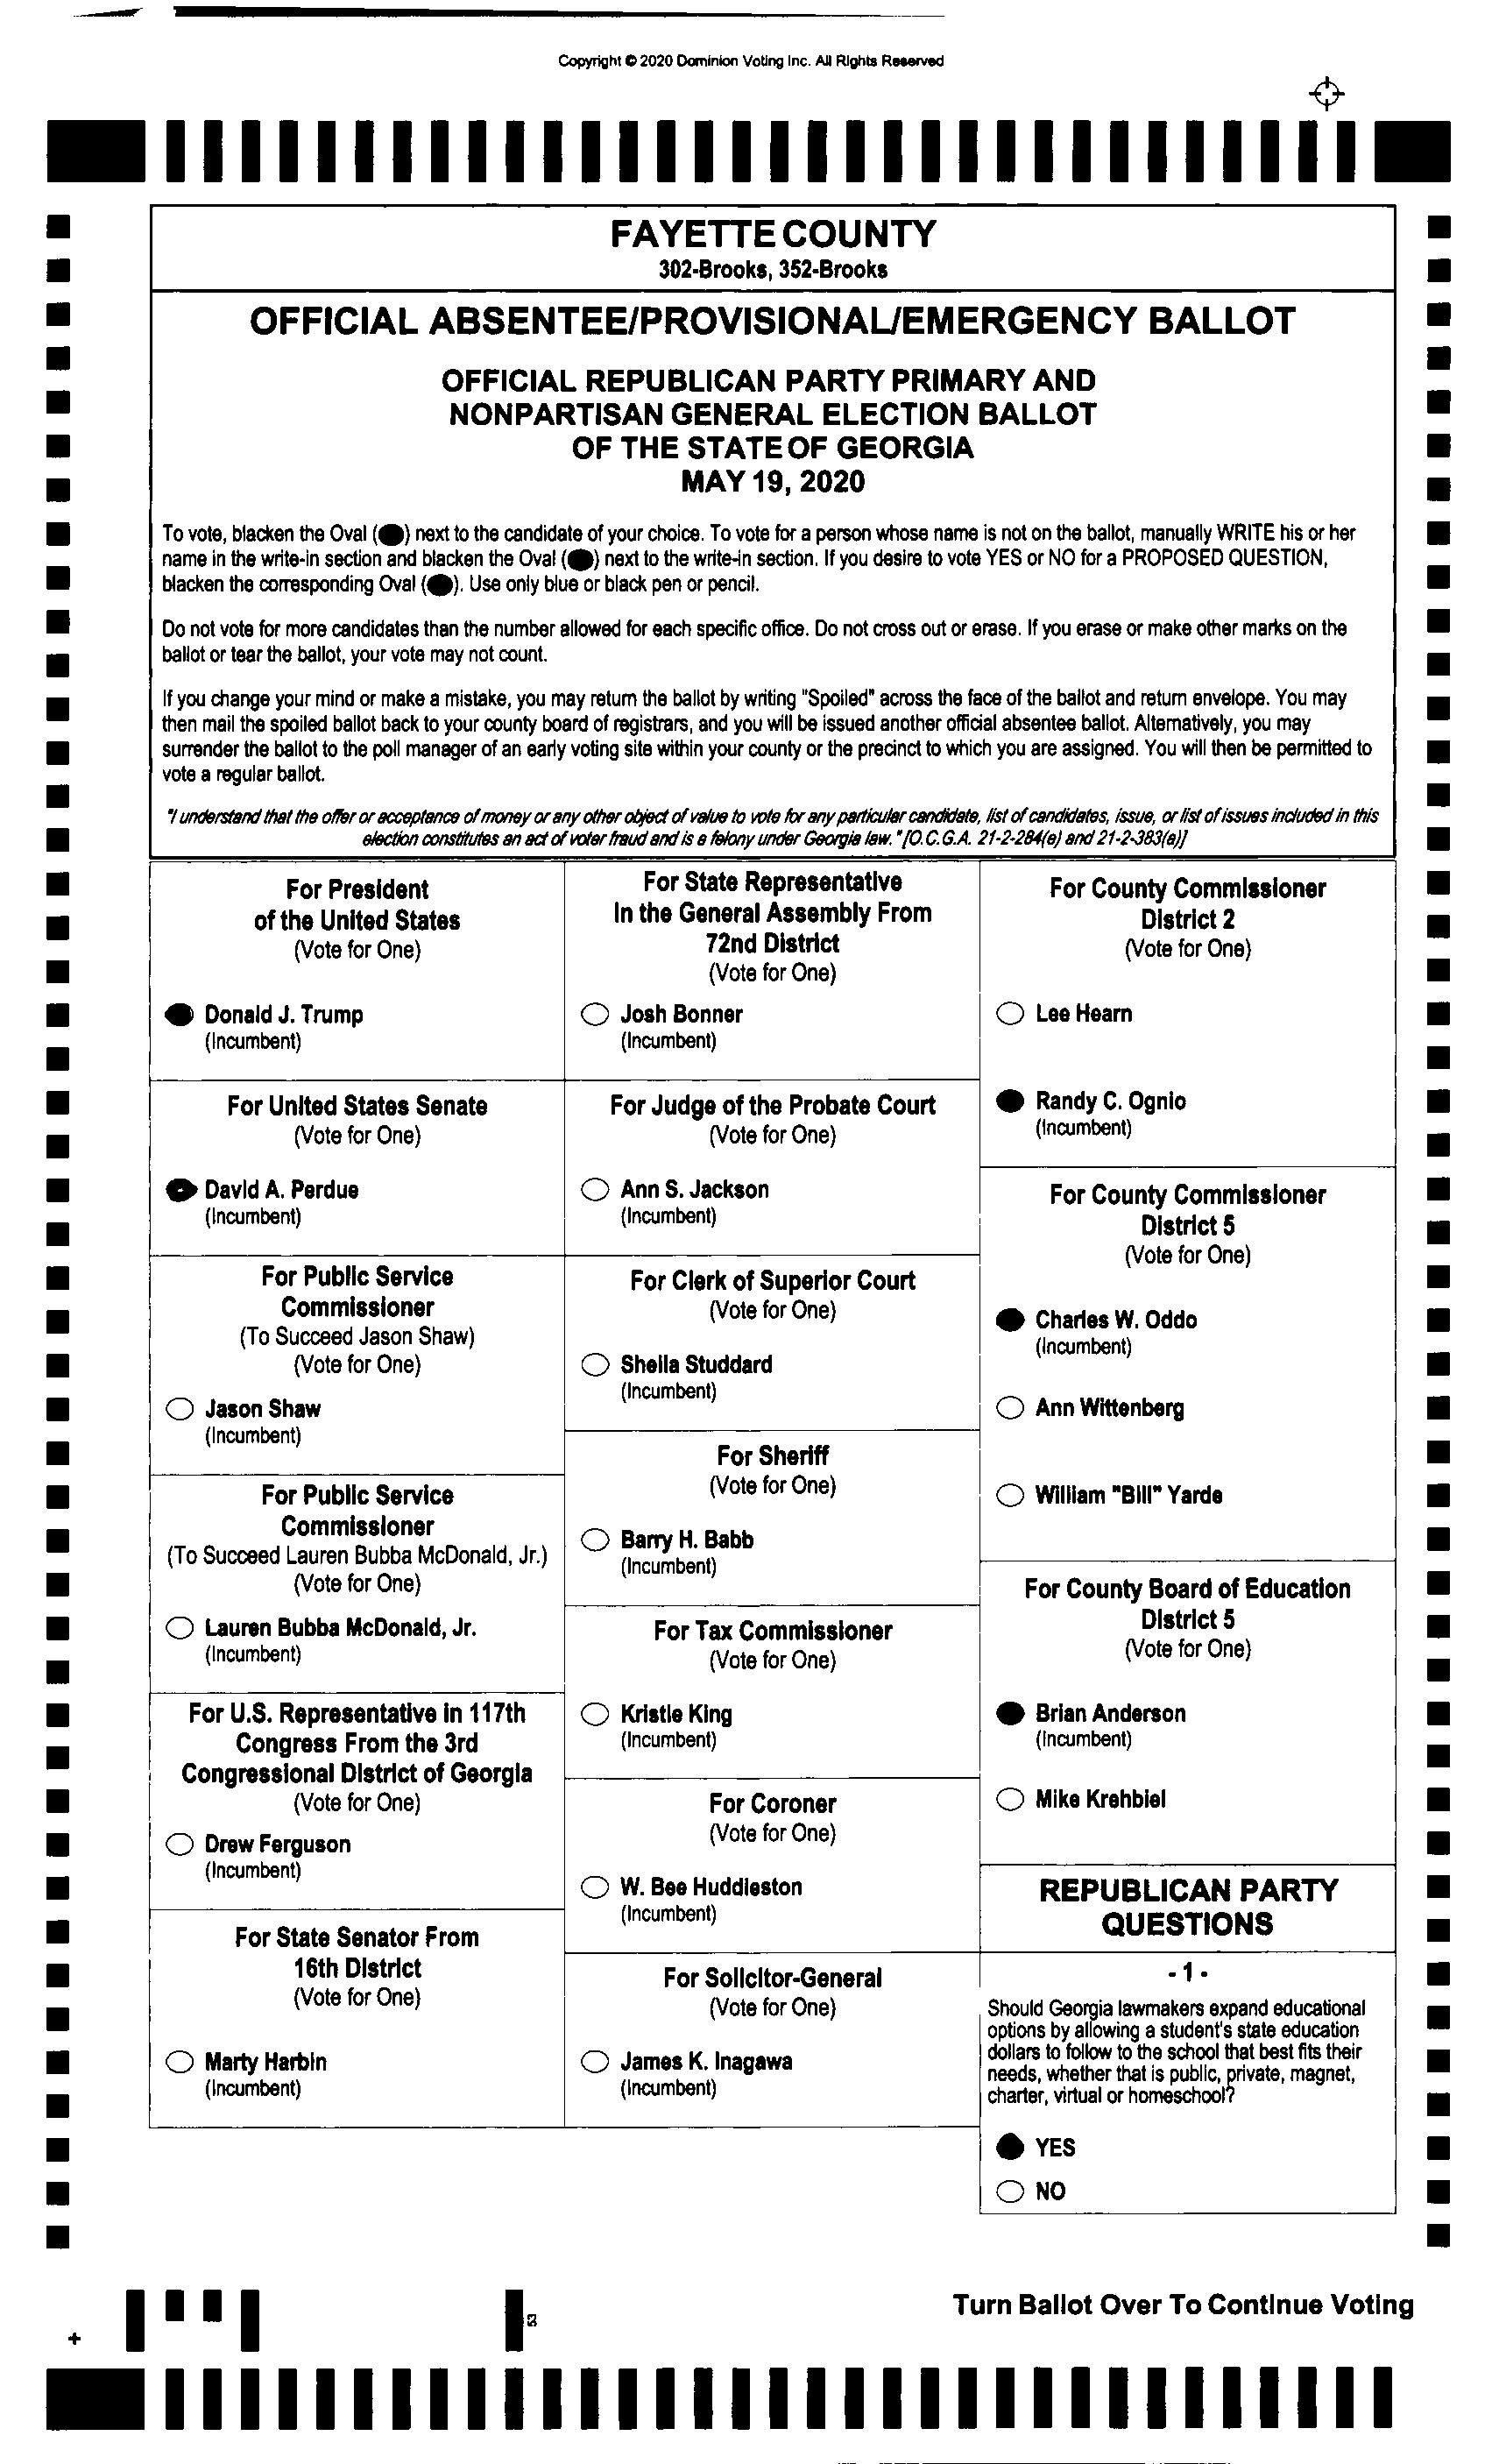 Copyright © 2020 Dominion Voting Inc. All Rights Reserved
FAYETTE COUNTY
302-Brooks, 352-Brooks
OFFICIAL ABSENTEE/PROVISIONAL/EMERGENCY BALLOT
OFFICIAL REPUBLICAN PARTY PRIMARY AND
NONPARTISAN GENERAL ELECTION BALLOT
OF THE STATE OF GEORGIA
MAY 19, 2020
To vote, blacken the Oval () next to the candidate of your choice. To vote for a person whose name is not on the ballot, manually WRITE his or her
name in the write-in section and blacken the Oval () next to the write-in section. If you desire to vote YES or NO for a PROPOSED QUESTION,
blacken the corresponding Oval (). Use only blue or black pen or pencil.
Do not vote for more candidates than the number allowed for each specific office. Do not cross out or erase. If you erase or make other marks on the
ballot or tear the ballot, your vote may not count.
If you change your mind or make a mistake, you may return the ballot by writing "Spoiled" across the face of the ballot and return envelope. You may
then mail the spoiled ballot back to your county board of registrars, and you will be issued another official absentee ballot. Alternatively, you may
surrender the ballot to the poll manager of an early voting site within your county or the precinct to which you are assigned. You will then be permitted to
vote a regular ballot.
"I understand that the offer or acceptance of money or any other object of value to vote for any particular candidate, list of candidates, issue, or list of issues included in this
election constitutes an act of voter fraud and is a felony under Georgia law. "[O.C.G.A. 21-2-284(e) and 21-2-383(a)]
For President
of the United States
(Vote for One)
Donald J. Trump
(Incumbent)
For United States Senate
(Vote for One)
David A. Perdue
(Incumbent)
For Public Service
Commissioner
(To Succeed Jason Shaw)
(Vote for One)
Jason Shaw
(Incumbent)
For Public Service
Commissioner
(To Succeed Lauren Bubba McDonald, Jr.)
(Vote for One)
Lauren Bubba McDonald, Jr.
(Incumbent)
For U.S. Representative in 117th
Congress From the 3rd
Congressional District of Georgia
(Vote for One)
Drew Ferguson
(Incumbent)
For State Senator From
16th District
(Vote for One)
Marty Harbin
(Incumbent)
For State Representative
In the General Assembly From
72nd District
(Vote for One)
Josh Bonner
(Incumbent)
For Judge of the Probate Court
(Vote for One)
Ann S. Jackson
(Incumbent)
For Clerk of Superior Court
(Vote for One)
Sheila Studdard
(Incumbent)
For Sheriff
(Vote for One)
Barry H. Babb
(Incumbent)
For Tax Commissioner
(Vote for One)
Kristie King
(Incumbent)
For Coroner
(Vote for One)
W. Bee Huddleston
(Incumbent)
For Solicitor-General
(Vote for One)
James K. Inagawa
(Incumbent)
For County Commissioner
District 2
(Vote for One)
Lee Hearn
Randy C. Ognio
(Incumbent)
For County Commissioner
District 5
(Vote for One)
Charles W. Oddo
(Incumbent)
Ann Wittenberg
William "Bill" Yarde
For County Board of Education
District 5
(Vote for One)
Brian Anderson
(Incumbent)
Mike Krehbiel
REPUBLICAN PARTY
QUESTIONS
- 1 -
Should Georgia lawmakers expand educational
options by allowing a student's state education
dollars to follow to the school that best fits their
needs, whether that is public, private, magnet,
charter, virtual or homeschool?
YES
NO
Turn Ballot Over To Continue Voting